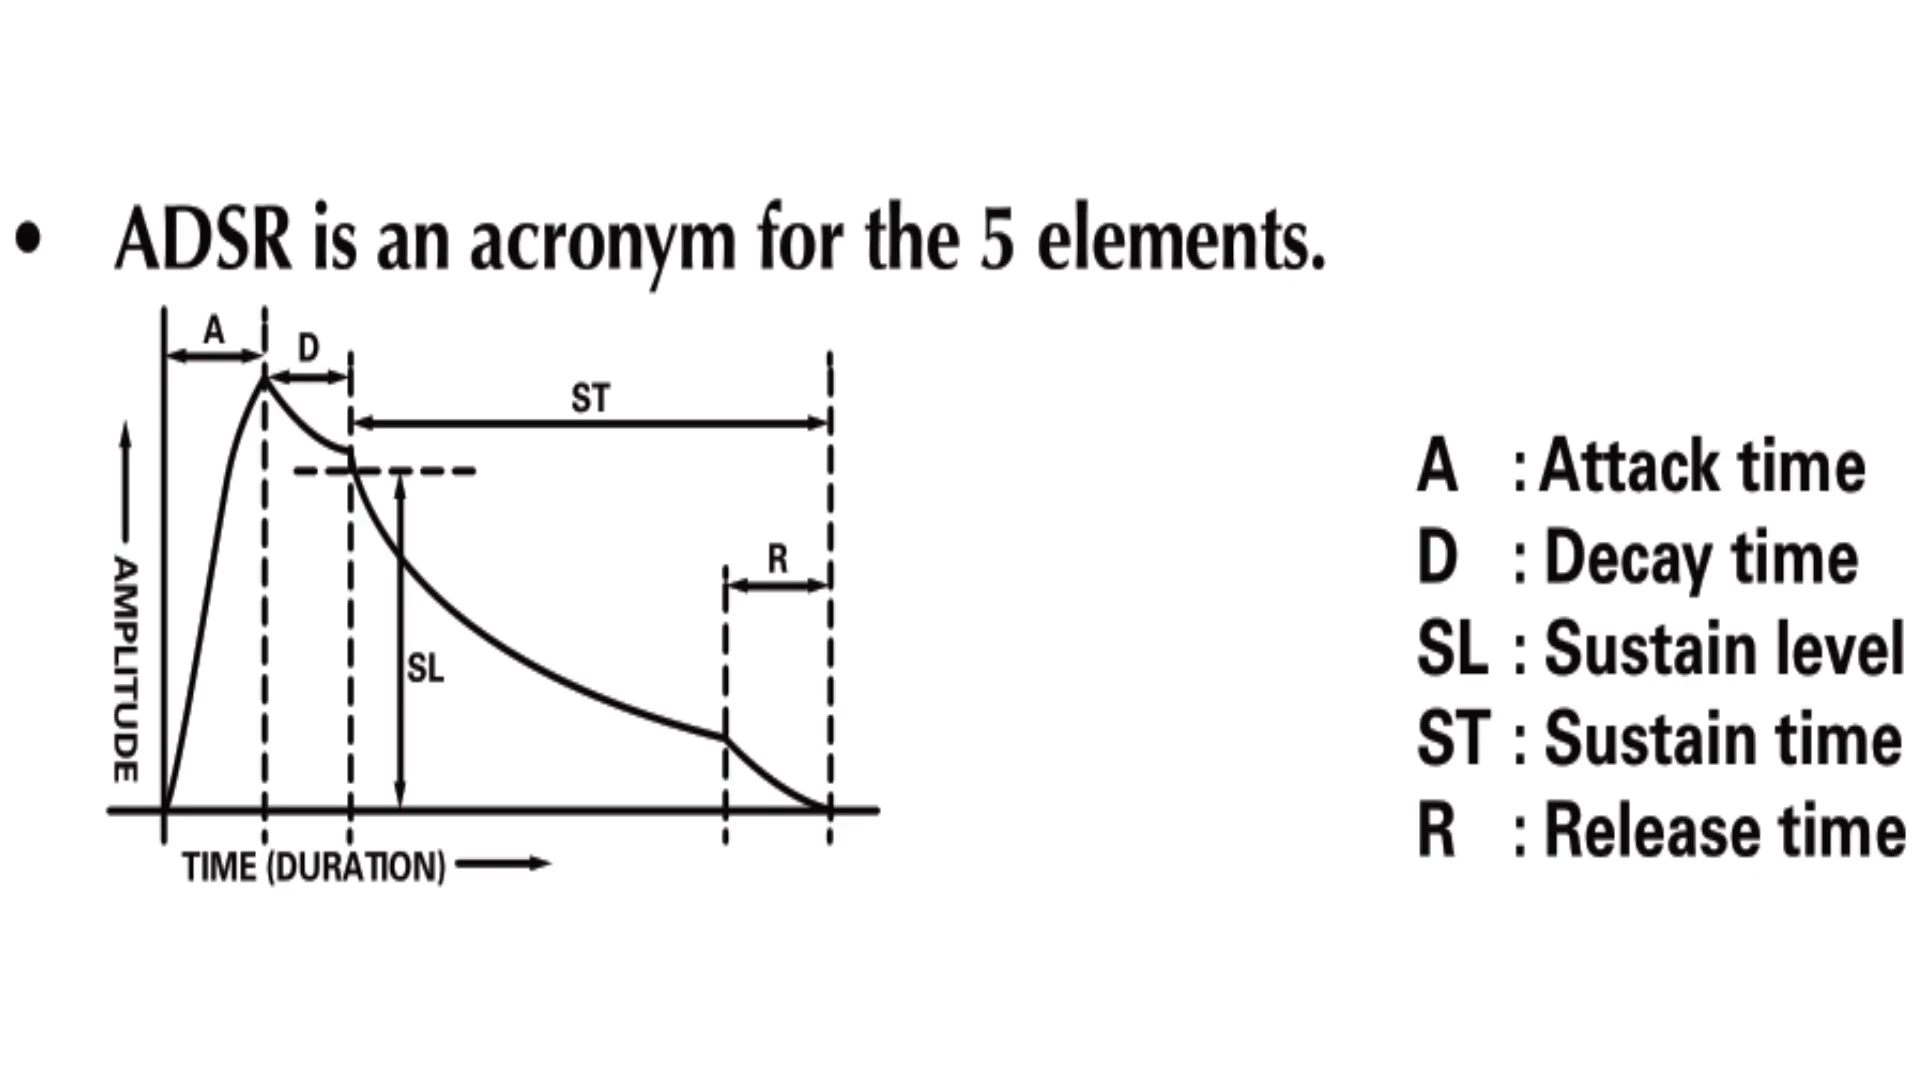 • ADSR is an acronym for the 5 elements.
A
D
ST
R
SL
AMPLITUDE
TIME (DURATION)
A : Attack time
D : Decay time
SL : Sustain level
ST : Sustain time
R : Release time